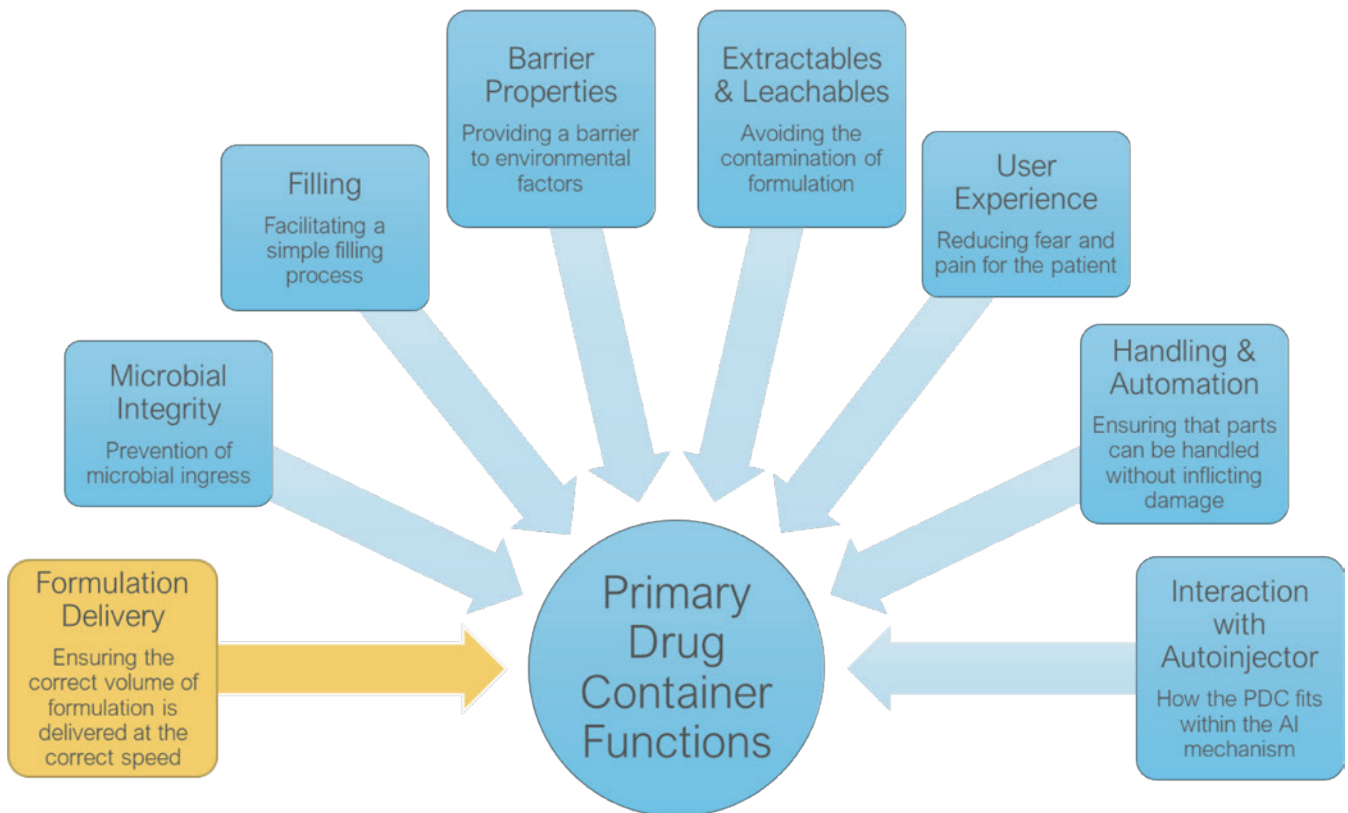 Barrier
Properties
Providing a barrier
to environmental
factors
Extractables
& Leachables
Avoiding the
contamination of
formulation
Filling
Facilitating a
simple filling
process
User
Experience
Reducing fear and
pain for the patient
Microbial
Integrity
Prevention of
microbial ingress
Handling &
Automation
Ensuring that parts
can be handled
without inflicting
damage
Formulation
Delivery
Ensuring the
correct volume of
formulation is
delivered at the
correct speed
Primary
Drug
Container
Functions
Interaction
with
Autoinjector
How the PDC fits
within the AI
mechanism